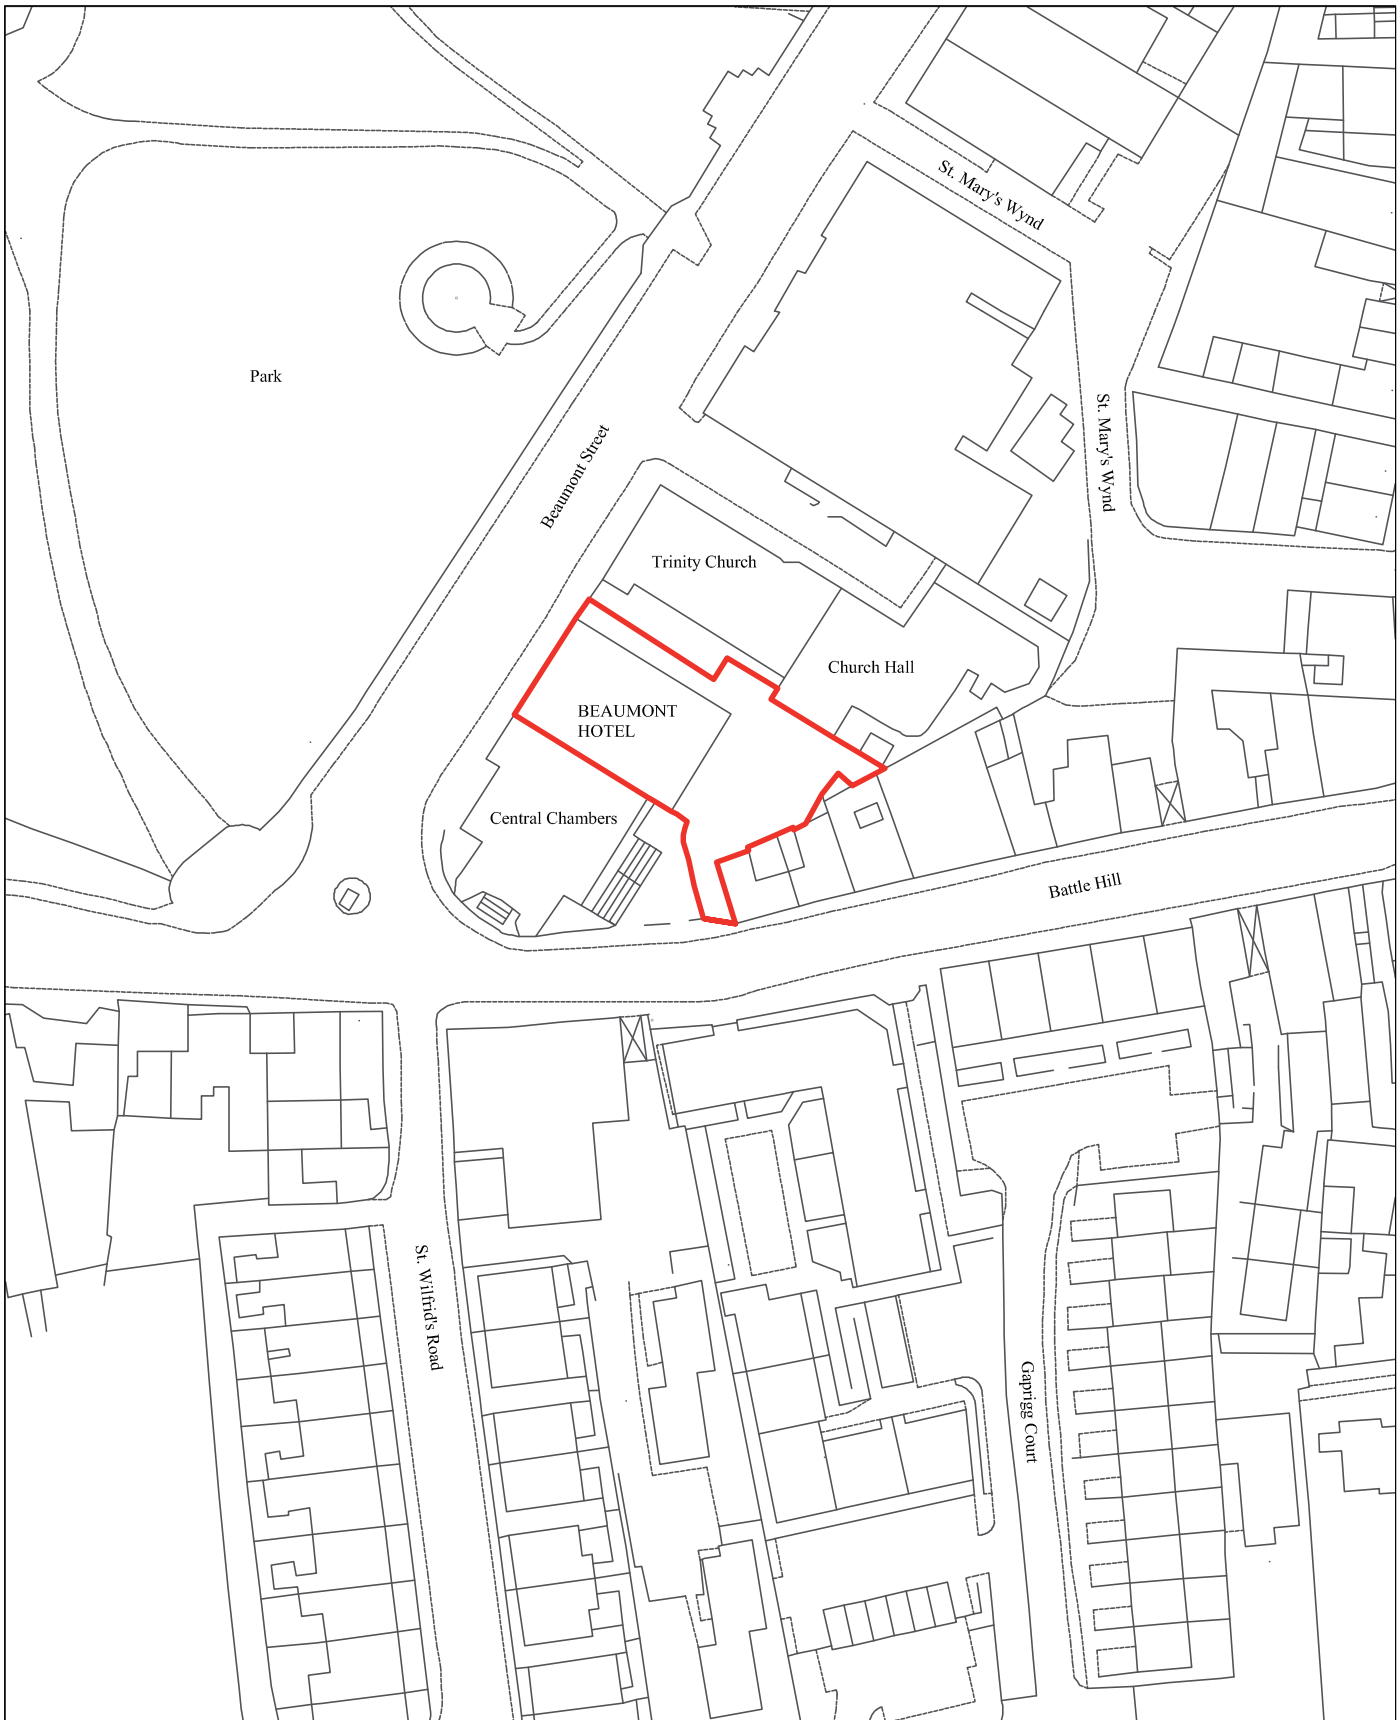 St. Mary's Wynd
Park
St. Mary's Wynd
Beaumont Street
Trinity Church
Church Hall
BEAUMONT
HOTEL
Central Chambers
Battle Hill
St. Wilfrid's Road
Gaprigg Court